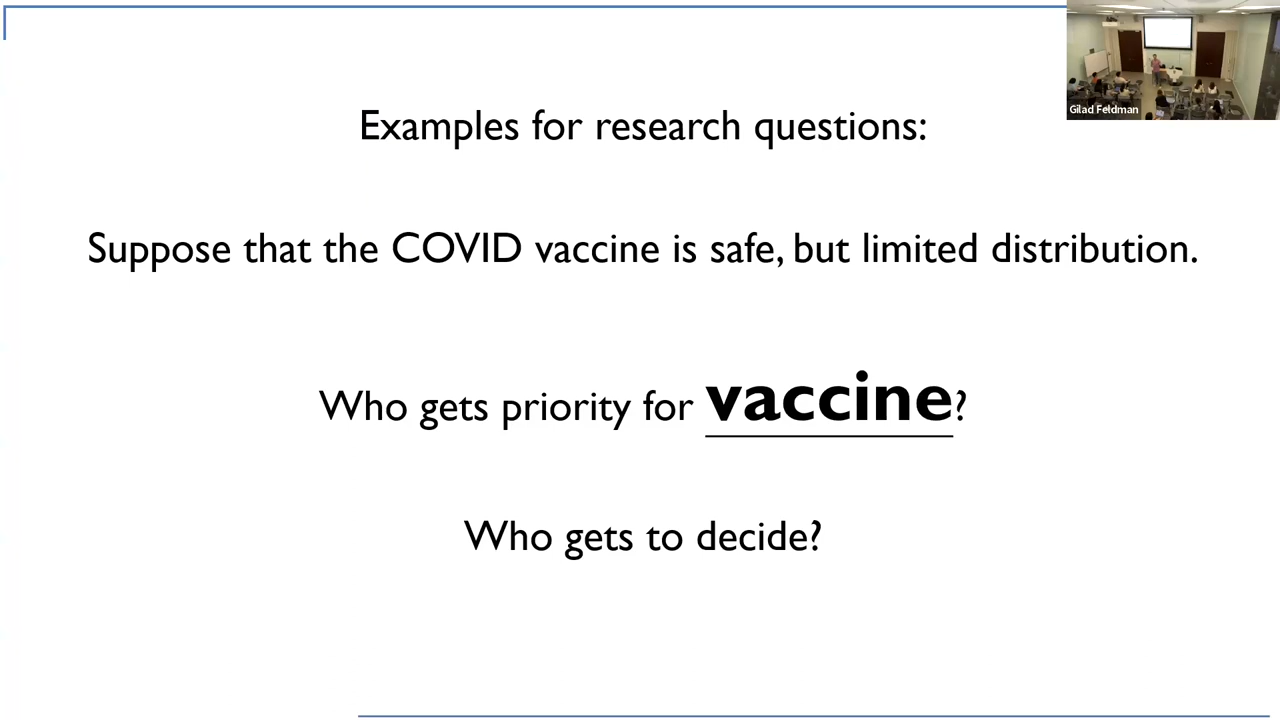 Gilad Feldman
Examples for research questions:
Suppose that the COVID vaccine is safe, but limited distribution.
Who gets priority for vaccine?
Who gets to decide?